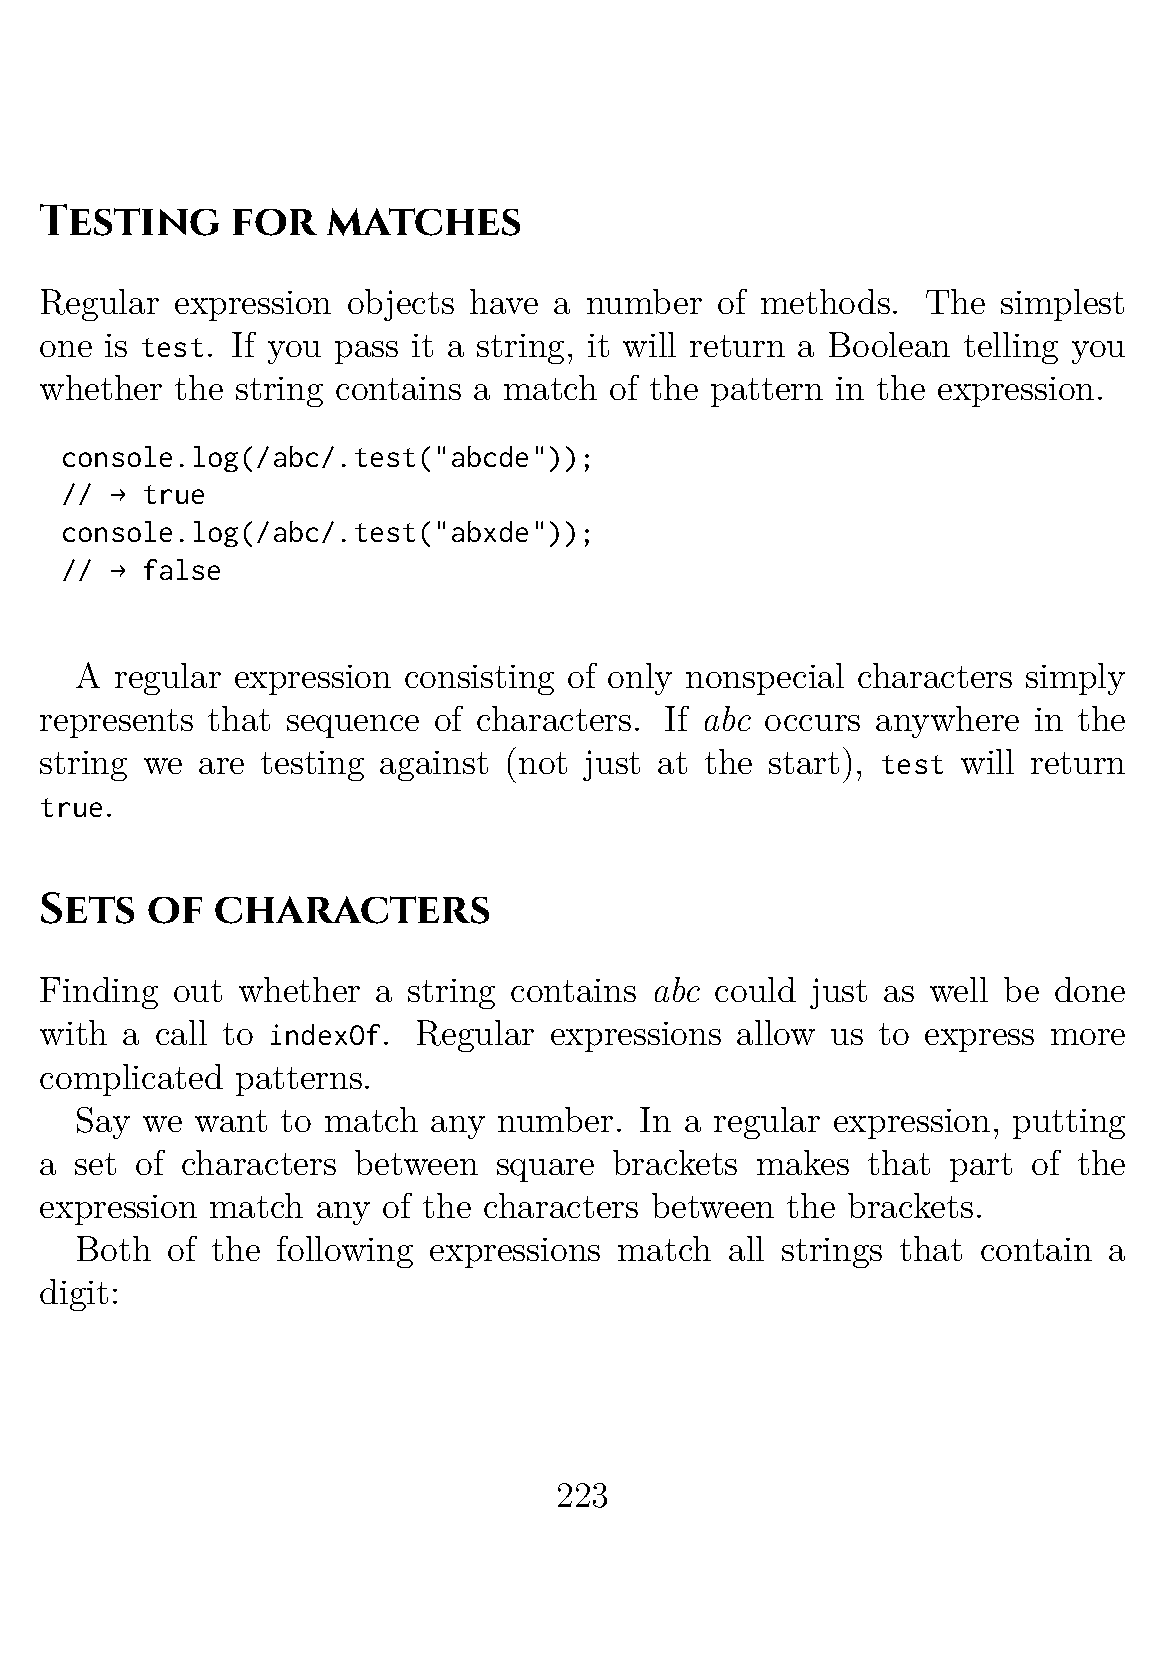 Testing for matches
Regular expression objects have a number of methods. The simplest
one is test. If you pass it a string, it will return a Boolean telling you
whether the string contains a match of the pattern in the expression.
console.log(/abc/.test("abcde"));
// → true
console.log(/abc/.test("abxde"));
// → false
A regular expression consisting of only nonspecial characters simply
represents that sequence of characters. If abc occurs anywhere in the
string we are testing against (not just at the start), test will return
true.
Sets of characters
Finding out whether a string contains abc could just as well be done
with a call to indexOf. Regular expressions allow us to express more
complicated patterns.
Say we want to match any number. In a regular expression, putting
a set of characters between square brackets makes that part of the
expression match any of the characters between the brackets.
Both of the following expressions match all strings that contain a
digit:
223